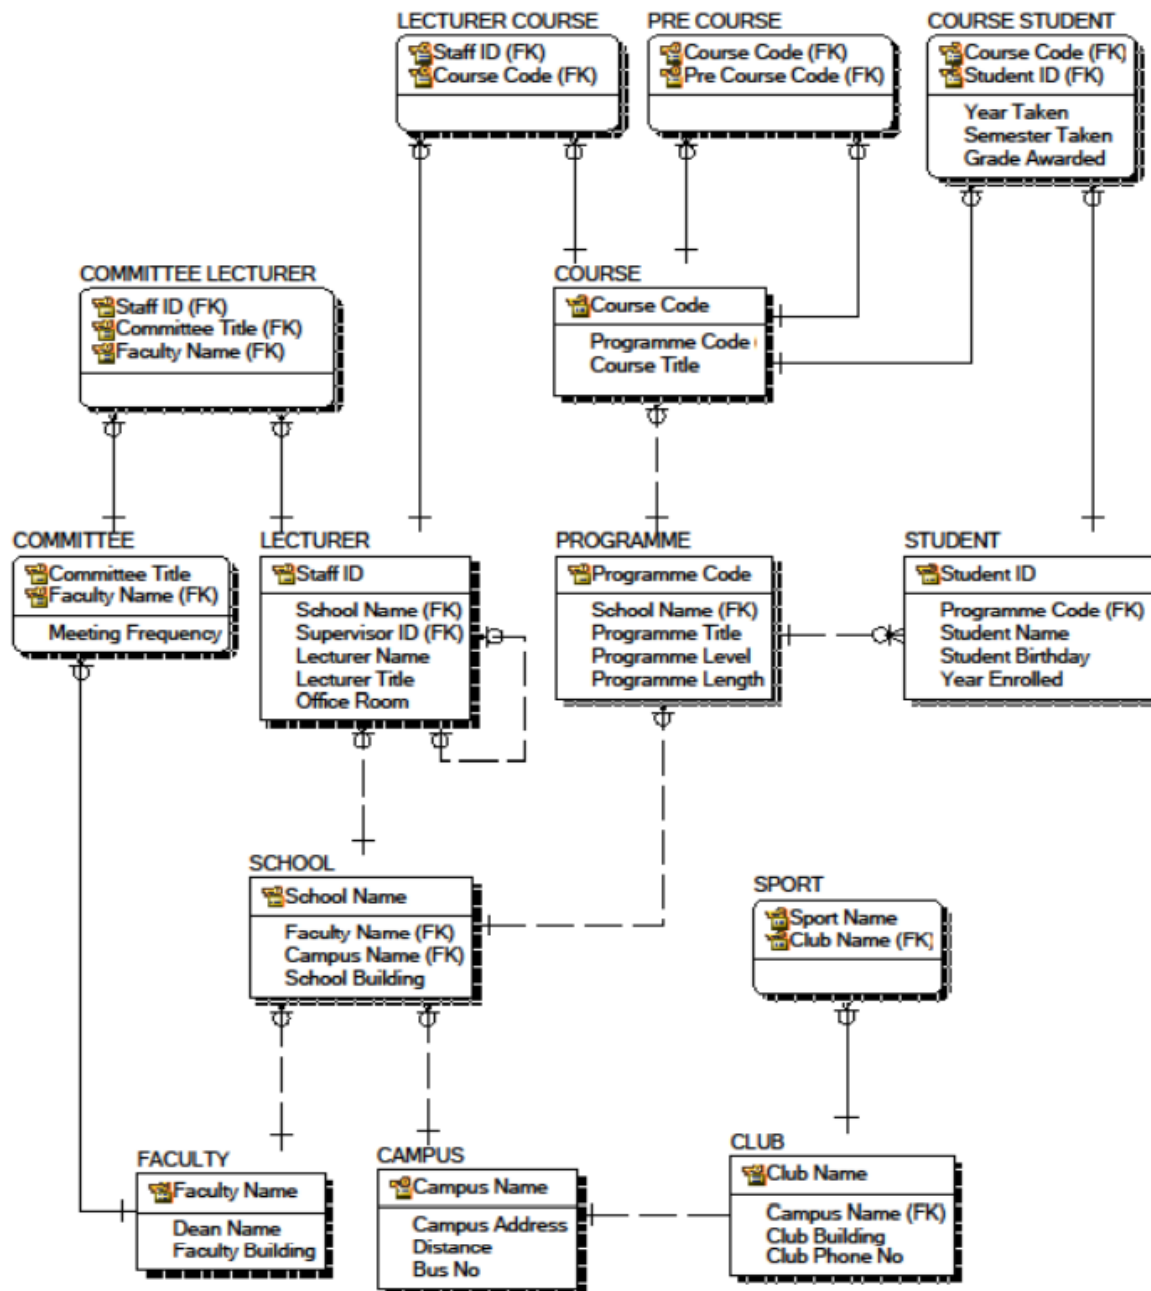 LECTURER COURSE
Staff ID (FK)
Course Code (FK)
PRE COURSE
Course Code (FK)
Pre Course Code (FK)
COURSE STUDENT
Course Code (FK)
Student ID (FK)
Year Taken
Semester Taken
Grade Awarded
COMMITTEE LECTURER
Staff ID (FK)
Committee Title (FK)
Faculty Name (FK)
COURSE
Course Code
Programme Code (
Course Title
COMMITTEE
Committee Title
Faculty Name (FK)
Meeting Frequency
LECTURER
Staff ID
School Name (FK)
Supervisor ID (FK)
Lecturer Name
Lecturer Title
Office Room
PROGRAMME
Programme Code
School Name (FK)
Programme Title
Programme Level
Programme Length
STUDENT
Student ID
Programme Code (FK)
Student Name
Student Birthday
Year Enrolled
SCHOOL
School Name
Faculty Name (FK)
Campus Name (FK)
School Building
SPORT
Sport Name
Club Name (FK)
FACULTY
Faculty Name
Dean Name
Faculty Building
CAMPUS
Campus Name
Campus Address
Distance
Bus No
CLUB
Club Name
Campus Name (FK)
Club Building
Club Phone No